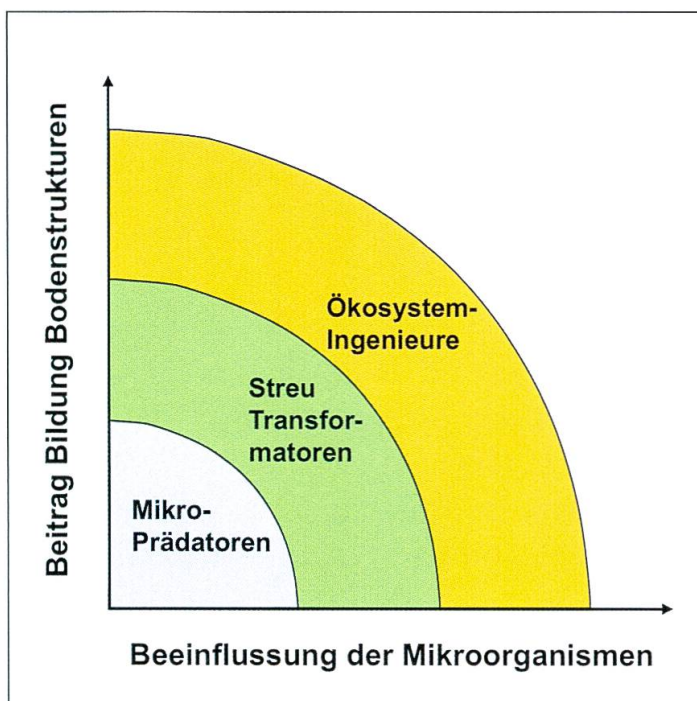 Beitrag Bildung Bodenstrukturen
Ökosystem-
Ingenieure
Streu
Transfor-
matoren
Mikro-
Prädatoren
Beeinflussung der Mikroorganismen